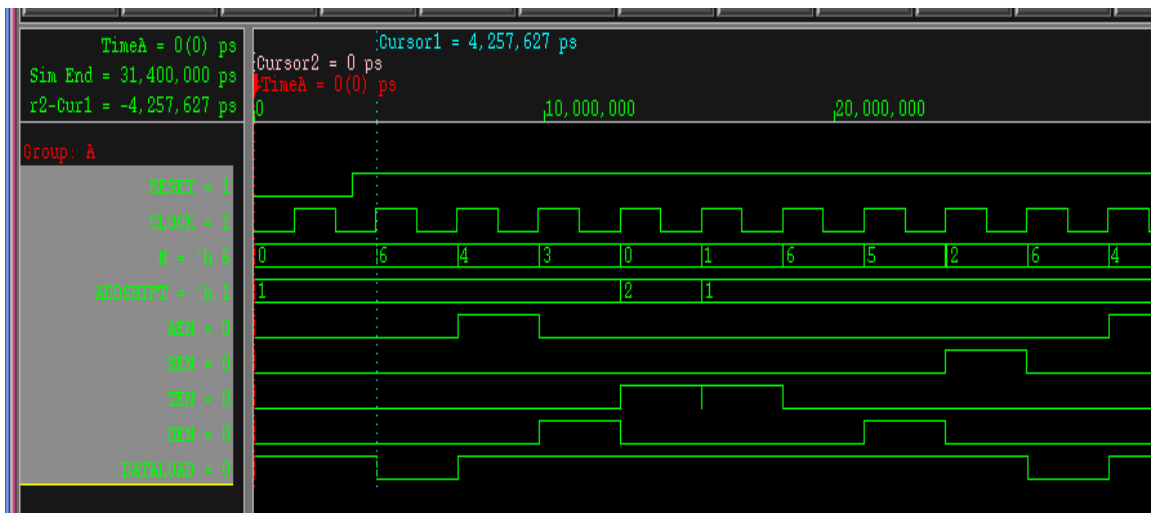 TimeA = 0(0) ps
Sim End = 31,400,000 ps
r2-Cur1 = -4,257,627 ps
Cursor1 = 4,257,627 ps
Cursor2 = 0 ps
TimeA = 0(0) ps
0 10,000,000 20,000,000
Group: A
RESET = 1
CLOCK = 1
= 'h 6 0 6 4 3 0 1 6 5 2 6 4
ADDSHIFT = 'h 1 1 2 1
AEN = 0
BEN = 0
= 0
DEN = 0
DATALOAD = 0